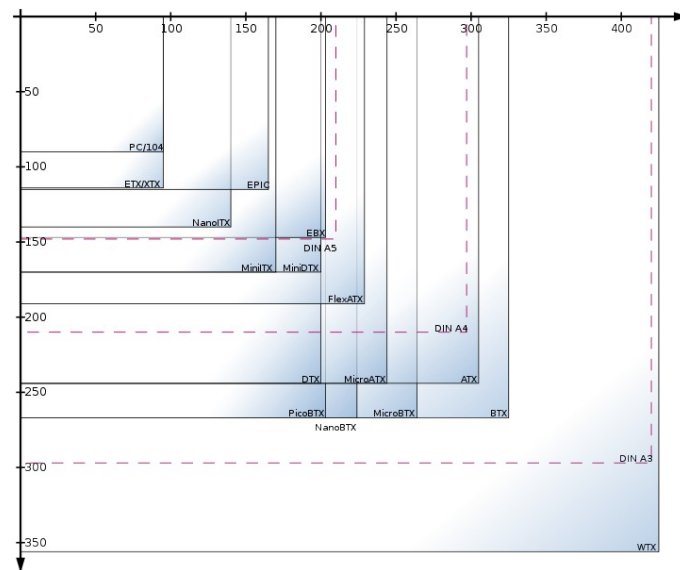 50 100 150 200 250 300 350 400
50
PC/104
100
ETX/XTX EPIC
NanoITX
EBX
150
DIN A5
MiniITX MiniDTX
FlexATX
200
DIN A4
DTX MicroATX ATX
250
PicoBTX MicroBTX BTX
NanoBTX
DIN A3
300
350
WTX